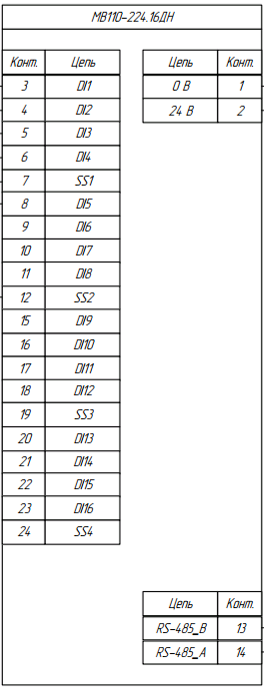 МВ110-224.16ДН
Конт. Цепь
3 DI1
4 DI2
5 DI3
6 DI4
7 SS1
8 DI5
9 DI6
10 DI7
11 DI8
12 SS2
15 DI9
16 DI10
17 DI11
18 DI12
19 SS3
20 DI13
21 DI14
22 DI15
23 DI16
24 SS4
Цепь Конт.
0 В 1
24 В 2
Цепь Конт.
RS-485_B 13
RS-485_A 14